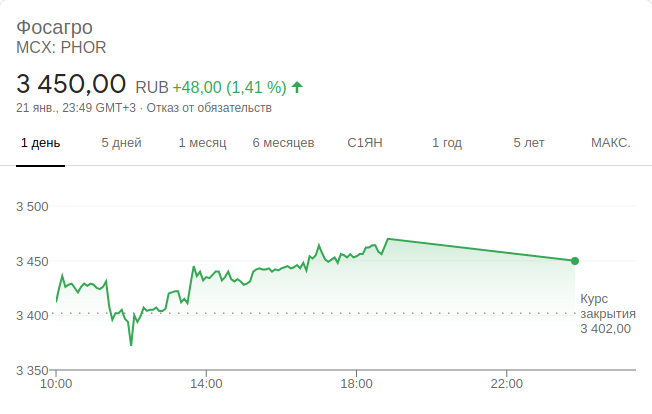 Фосагро
MCX: PHOR
3 450,00 RUB +48,00 (1,41 %)
21 янв., 23:49 GMT+3 · Отказ от обязательств
1 день 5 дней 1 месяц 6 месяцев С1ЯН 1 год 5 лет МАКС.
3 500
3 450
3 400
3 350
Курс
закрытия
3 402,00
10:00 14:00 18:00 22:00